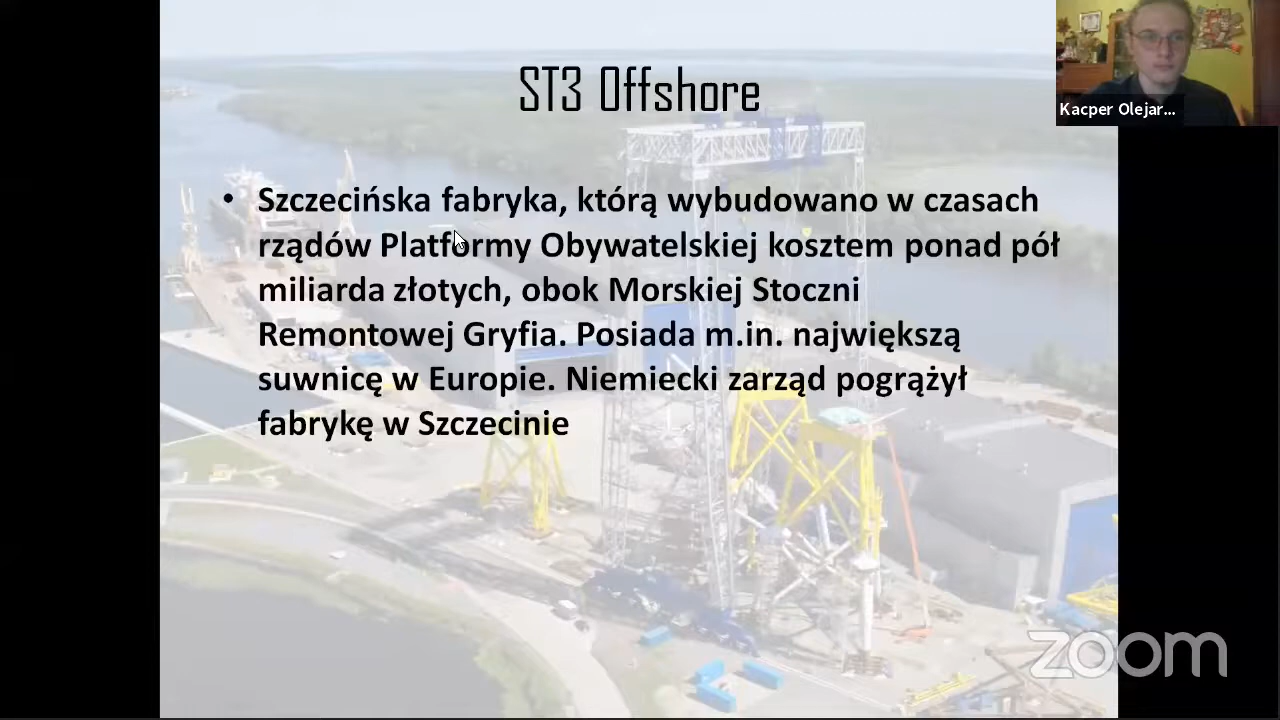 ST3 Offshore
Kacper Olejar...
• Szczecińska fabryka, którą wybudowano w czasach
rządów Platformy Obywatelskiej kosztem ponad pół
miliarda złotych, obok Morskiej Stoczni
Remontowej Gryfia. Posiada m.in. największą
suwnicę w Europie. Niemiecki zarząd pogrążył
fabrykę w Szczecinie
zoom